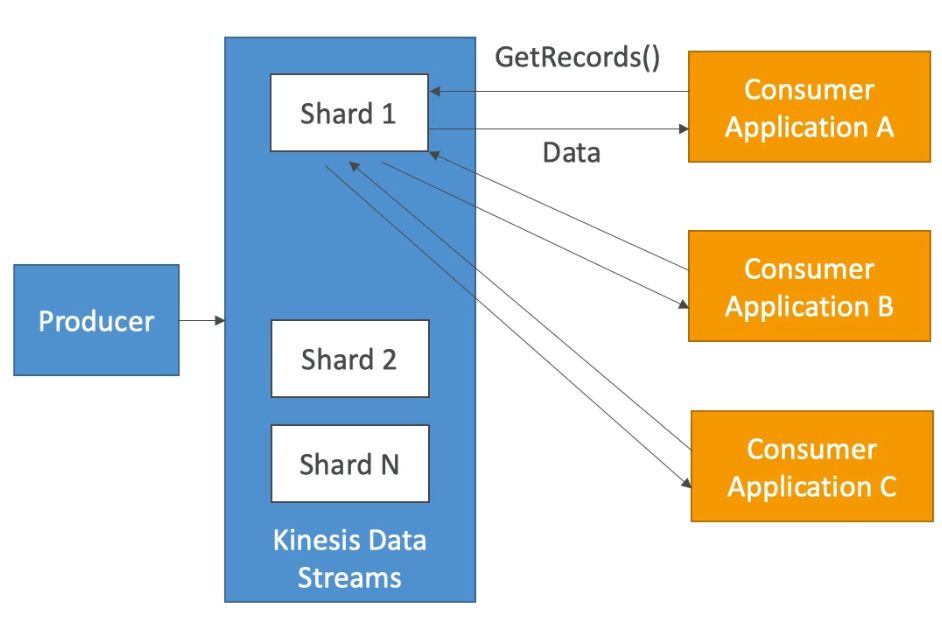 GetRecords()
Consumer
Application A
Shard 1
Data
Consumer
Application B
Producer
Shard 2
Consumer
Application C
Shard N
Kinesis Data
Streams